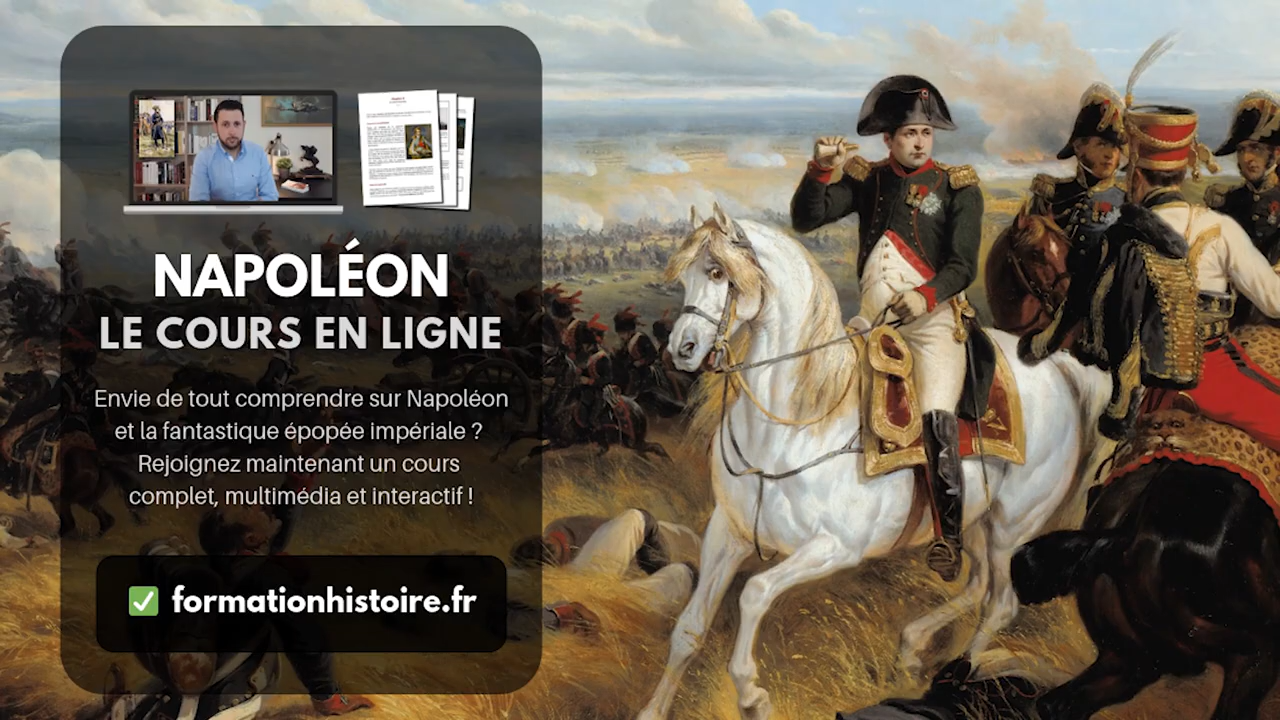 NAPOLÉON
LE COURS EN LIGNE
Envie de tout comprendre sur Napoléon
et la fantastique épopée impériale ?
Rejoignez maintenant un cours
complet, multimédia et interactif !
✅ formationhistoire.fr